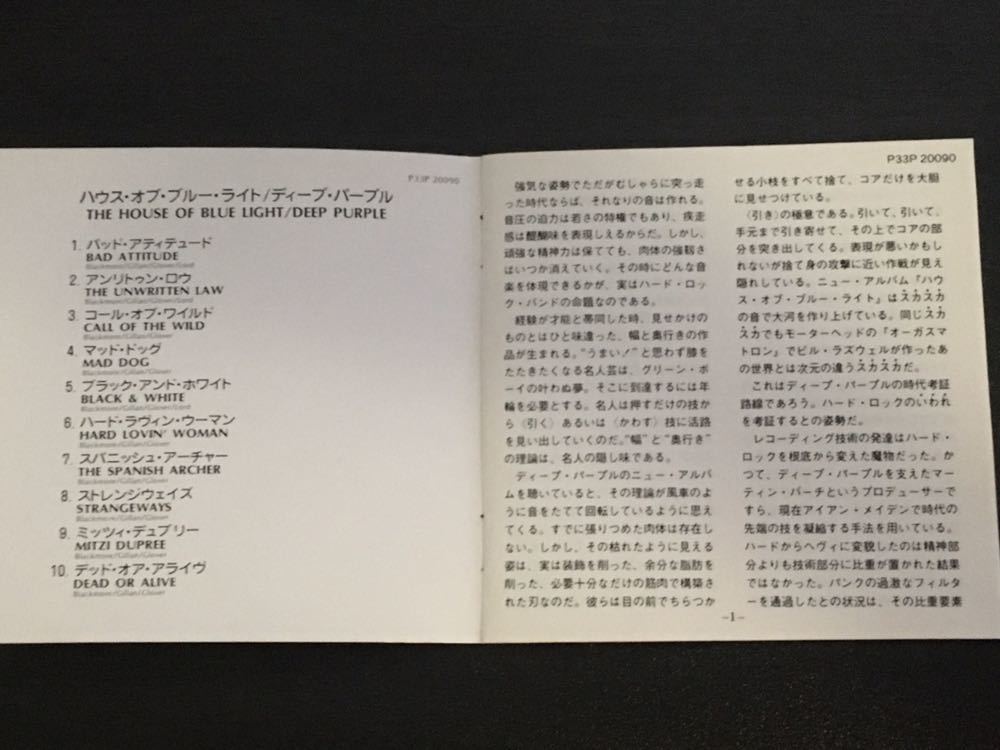 P33P 20090
ハウス・オブ・ブルー・ライト/ディープ・パープル
THE HOUSE OF BLUE LIGHT/DEEP PURPLE
1. バッド・アティテュード
BAD ATTITUDE
Blackmore/Gillan/Glover/Lord
2. アンリトゥン・ロウ
THE UNWRITTEN LAW
3. コール・オブ・ワイルド
CALL OF THE WILD
Blackmore/Gillan/Glover/Lord
4. マッド・ドッグ
MAD DOG
Blackmore/Gillan/Glover
5. ブラック・アンド・ホワイト
BLACK & WHITE
Blackmore/Gillan/Glover/Lord
6. ハード・ラヴィン・ウーマン
HARD LOVIN' WOMAN
Blackmore/Gillan/Glover
7. スパニッシュ・アーチャー
THE SPANISH ARCHER
Blackmore/Gillan/Glover
8. ストレンジウェイズ
STRANGEWAYS
Blackmore/Gillan/Glover
9. ミッツィ・デュプリー
MITZI DUPREE
Blackmore/Gillan/Glover
10. デッド・オア・アライヴ
DEAD OR ALIVE
Blackmore/Gillan/Glover
P33P 20090
強気な姿勢でただがむしゃらに突っ走
った時代ならば、それなりの音は作れる。
音圧の迫力は若さの特権でもあり、疾走
感は醍醐味を表現しえるからだ。しかし、
頑強な精神力は保てても、肉体の強靱さ
はいつか消えていく。その時にどんな音
楽を体現できるかが、実はハード・ロッ
ク・バンドの命題なのである。
経験が才能と帯同した時、見せかけの
ものとはひと味違った、幅と奥行きの作
品が生まれる。“うまい！”と思わず膝を
たたきたくなる名人芸は、グリーン・ボ
ーイの叶わぬ夢。そこに到達するには年
輪を必要とする。名人は押すだけの技か
ら〈引く〉あるいは〈かわす〉技に活路
を見い出していくのだ。“幅”と“奥行き”
の理論は、名人の隠し味である。
ディープ・パープルのニュー・アルバ
ムを聴いていると、その理論が風車のよ
うに音をたてて回転しているように思え
てくる。すでに張りつめた肉体は存在し
ない。しかし、その枯れたように見える
姿は、実は装飾を削った、余分な脂肪を
削った、必要十分なだけの筋肉で構築さ
れた刃なのだ。彼らは目の前でちらつか
せる小枝をすべて捨て、コアだけを大胆
に見せつけている。
〈引き〉の極意である。引いて、引いて、
手元まで引き寄せて、その上でコアの部
分を突き出してくる。表現が悪いかもし
れないが捨て身の攻撃に近い作戦が見え
隠れしている。ニュー・アルバム『ハウ
ス・オブ・ブルー・ライト』はスカスカ
の音で大河を作り上げている。同じスカ
スカでもモーターヘッドの『オーガスマ
トロン』でビル・ラズウェルが作ったあ
の世界とは次元の違うスカスカだ。
これはディープ・パープルの時代考証
路線であろう。ハード・ロックのいわれ
を考証するとの姿勢だ。
レコーディング技術の発達はハード・
ロックを根底から変えた魔物だった。か
つて、ディープ・パープルを支えたマー
ティン・バーチというプロデューサーで
すら、現在アイアン・メイデンで時代の
先端の技を凝縮する手法を用いている。
ハードからヘヴィに変貌したのは精神部
分よりも技術部分に比重が置かれた結果
ではなかった。パンクの過激なフィルタ
ーを通過したとの状況は、その比重要素
−1−